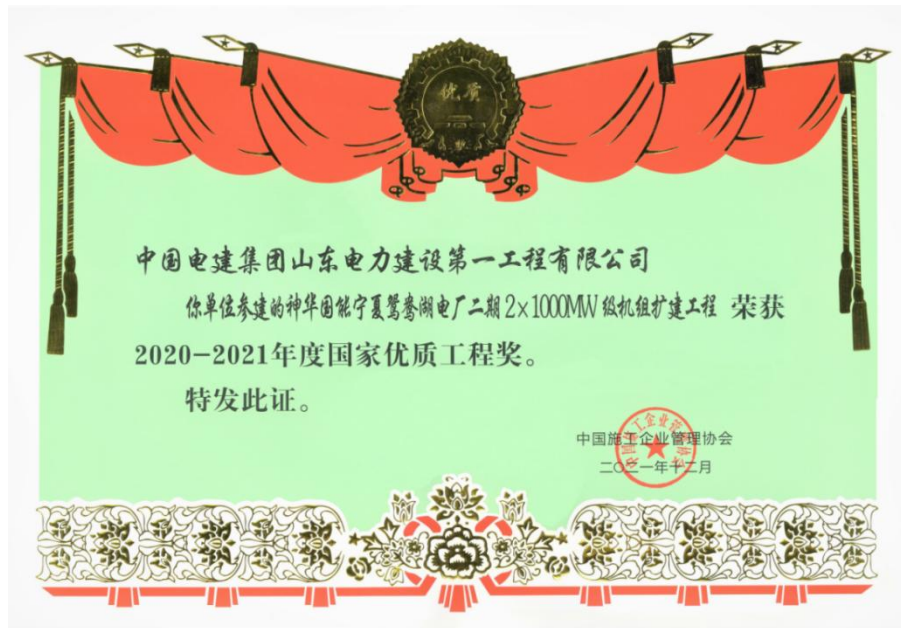 优质
中国电建集团山东电力建设第一工程有限公司
你单位参建的神华国能宁夏鸳鸯湖电厂二期2×1000MW级机组扩建工程 荣获
2020-2021年度国家优质工程奖。
特发此证。
中国施工企业管理协会
二〇二一年十二月